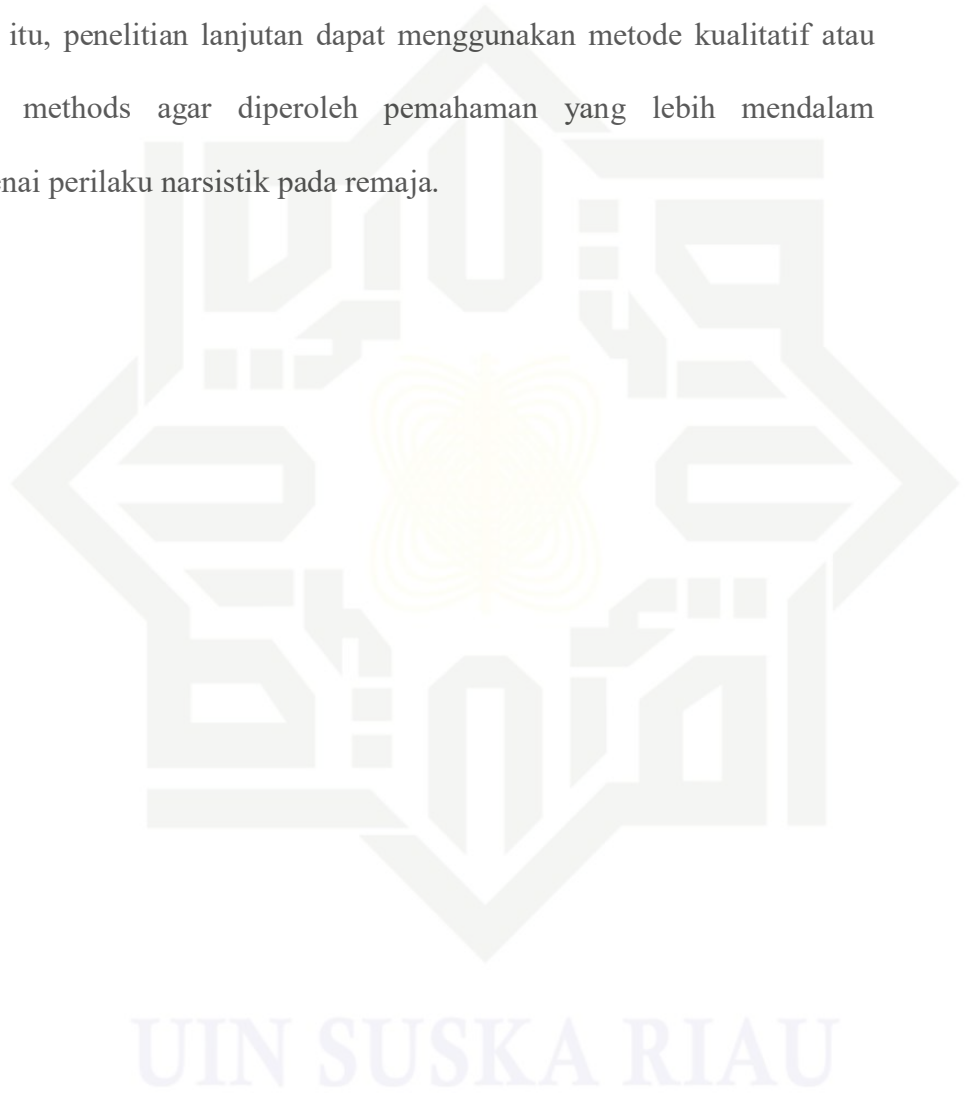 itu, penelitian lanjutan dapat menggunakan metode kualitatif atau
methods agar diperoleh pemahaman yang lebih mendalam
enai perilaku narsistik pada remaja.
UIN SUSKA RIAU